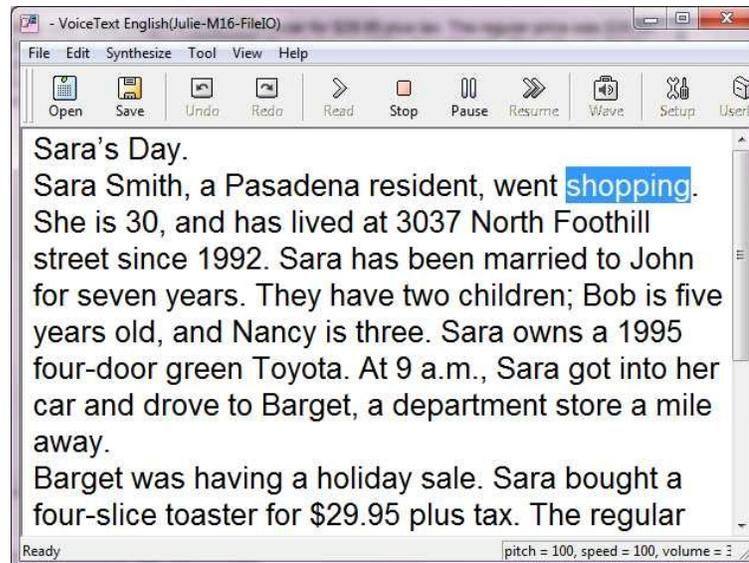 - VoiceText English(Julie-M16-FileIO)
File Edit Synthesize Tool View Help
Open Save Undo Redo Read Stop Pause Resume Wave Setup
Sara’s Day.
Sara Smith, a Pasadena resident, went shopping.
She is 30, and has lived at 3037 North Foothill
street since 1992. Sara has been married to John
for seven years. They have two children; Bob is five
years old, and Nancy is three. Sara owns a 1995
four-door green Toyota. At 9 a.m., Sara got into her
car and drove to Barget, a department store a mile
away.
Barget was having a holiday sale. Sara bought a
four-slice toaster for $29.95 plus tax. The regular
Ready pitch = 100, speed = 100, volume =